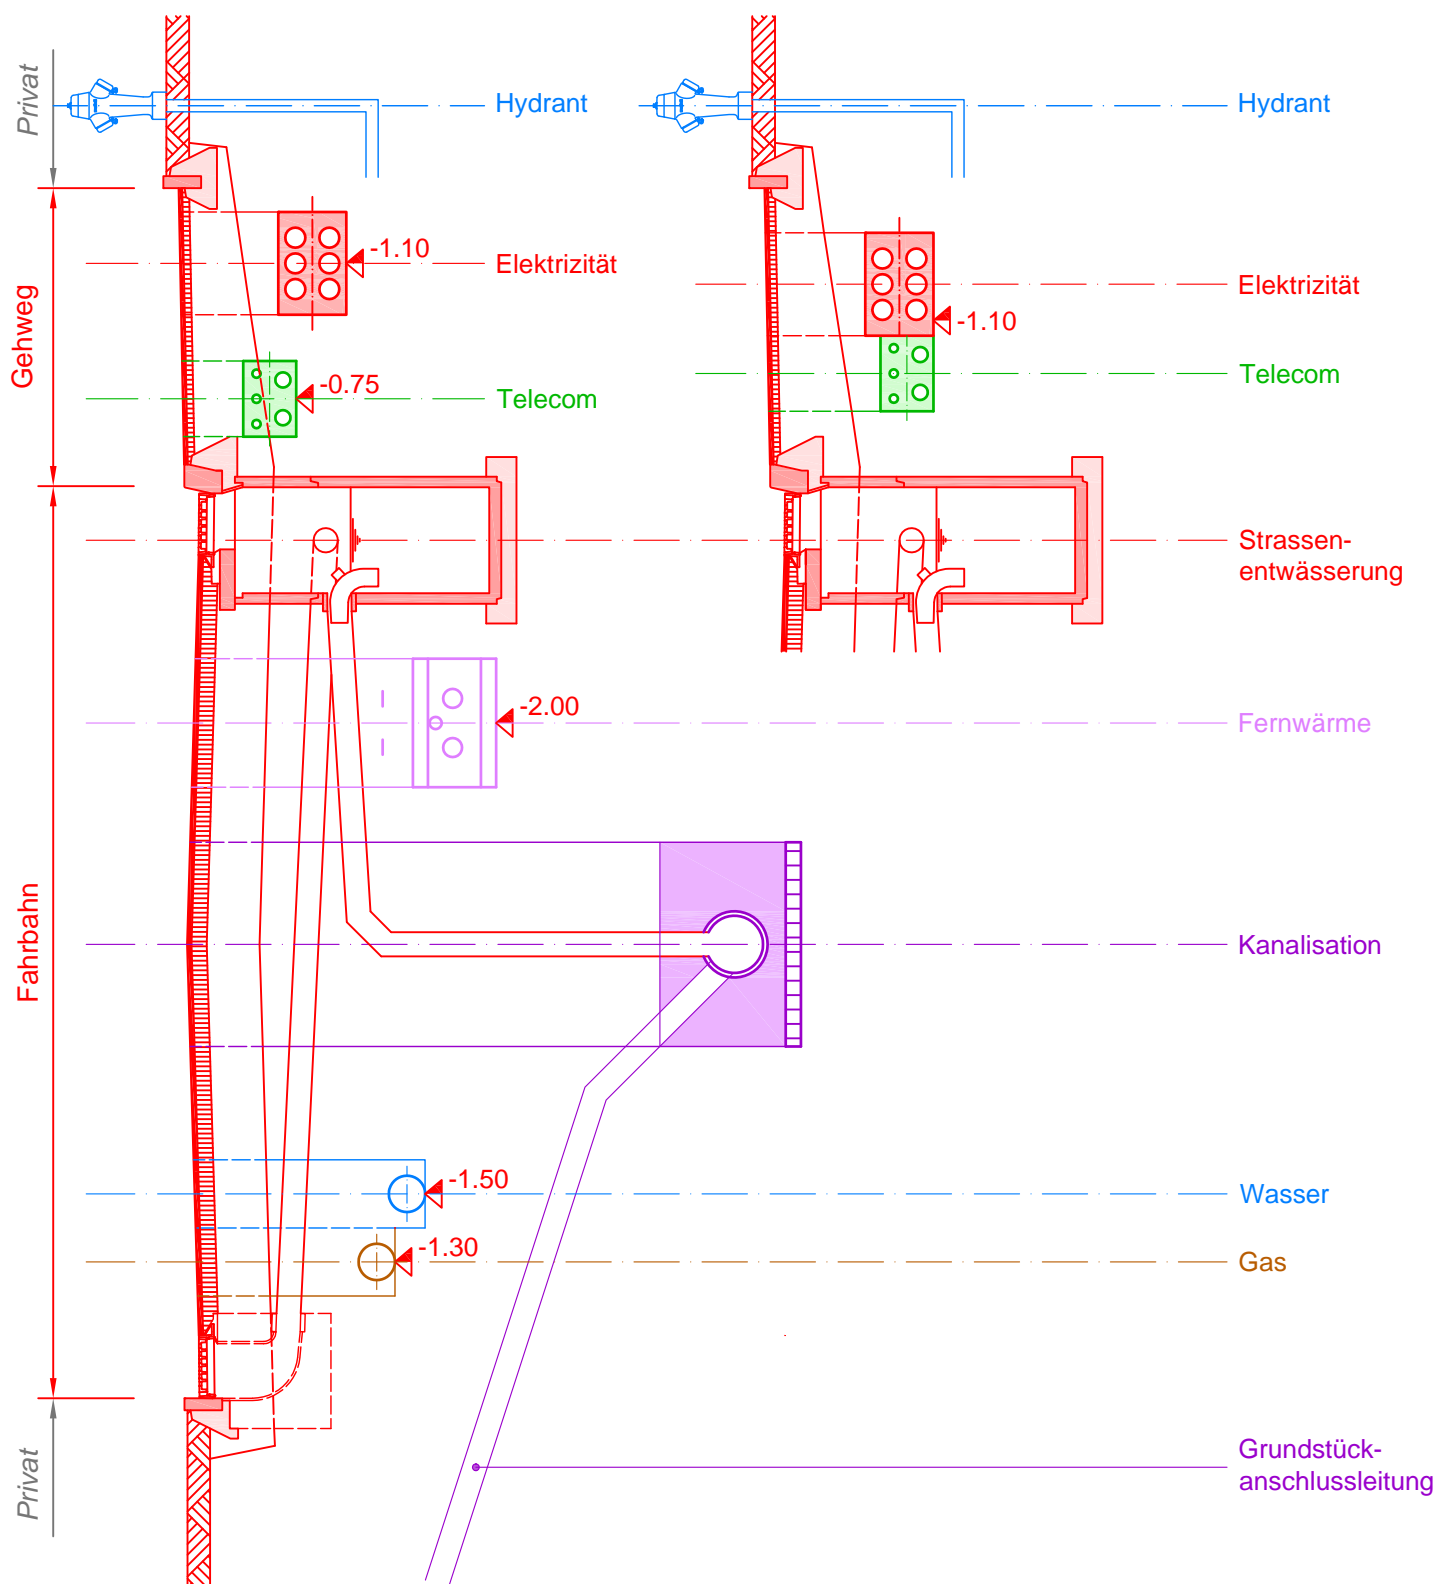 Privat
Hydrant
Hydrant
Gehweg
-1.10
Elektrizität
Elektrizität
-1.10
-0.75
Telecom
Telecom
Strassen-
entwässerung
-2.00
Fernwärme
Fahrbahn
Kanalisation
-1.50
Wasser
-1.30
Gas
Privat
Grundstück-
anschlussleitung